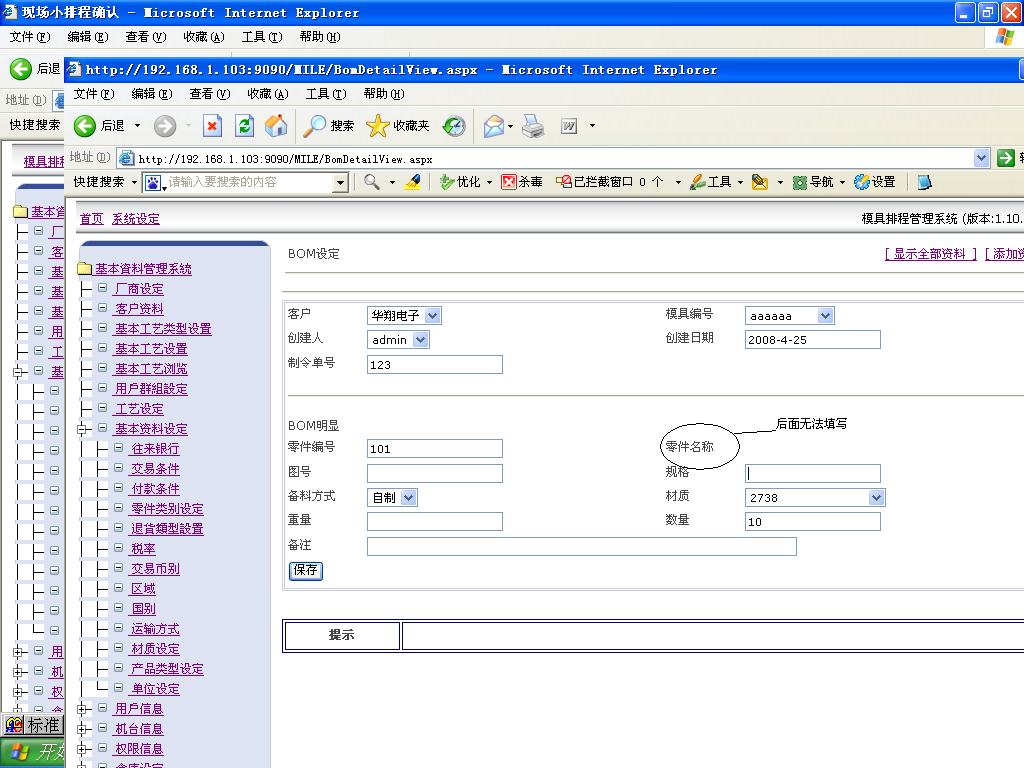 现场小排程确认 - Microsoft Internet Explorer
文件(F) 编辑(E) 查看(V) 收藏(A) 工具(T) 帮助(H)
后退
地址(D)
快捷搜索
http://192.168.1.103:9090/MILE/BomDetailView.aspx - Microsoft Internet Explorer
文件(F) 编辑(E) 查看(V) 收藏(A) 工具(T) 帮助(H)
后退 搜索 收藏夹
地址(D) http://192.168.1.103:9090/MILE/BomDetailView.aspx
快捷搜索 请输入要搜索的内容 优化 杀毒 已拦截窗口 0 个 工具 导航 设置
首页 系统设定 模具排程管理系统 (版本:1.10.
模具排程
基本資料管理系统
厂商设定
客户资料
基本工艺类型设置
基本工艺设置
基本工艺浏览
用戶群組設定
工艺设定
基本资料设定
往来银行
交易条件
付款条件
零件类别设定
退貨類型設置
税率
交易币别
区域
国别
运输方式
材质设定
产品类型设定
单位设定
用戶信息
机台信息
权限信息
BOM设定 [ 显示全部资料 ] [ 添加资
客户 华翔电子 模具编号 aaaaaa
创建人 admin 创建日期 2008-4-25
制令单号 123
BOM明显 后面无法填写
零件编号 101 零件名称
图号 规格
备料方式 自制 材质 2738
重量 数量 10
备注
保存
提示
基本資
厂
客
基
基
基
用
工
基
用
机
权
标准
开始